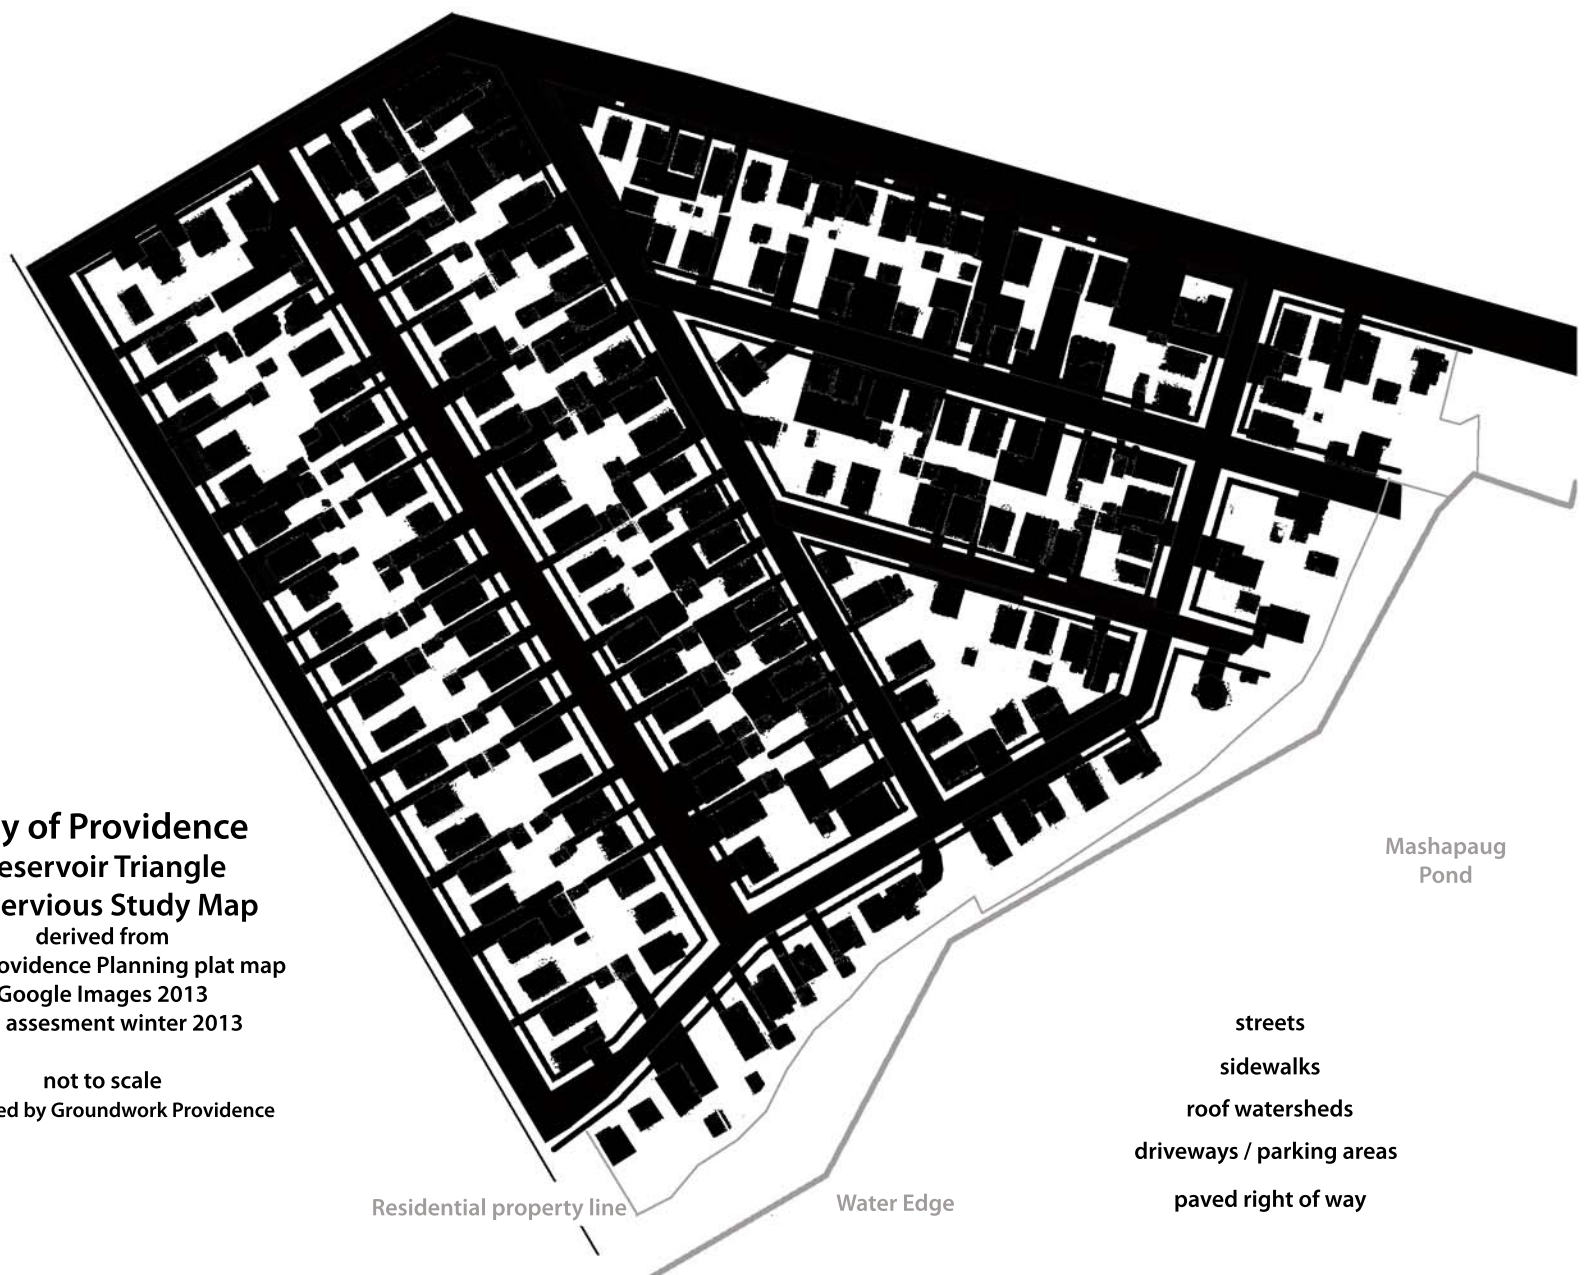 y of Providence
eservoir Triangle
ervious Study Map
derived from
ovidence Planning plat map
Google Images 2013
assesment winter 2013
not to scale
ed by Groundwork Providence
Mashapaug
Pond
streets
sidewalks
roof watersheds
driveways / parking areas
paved right of way
Residential property line
Water Edge